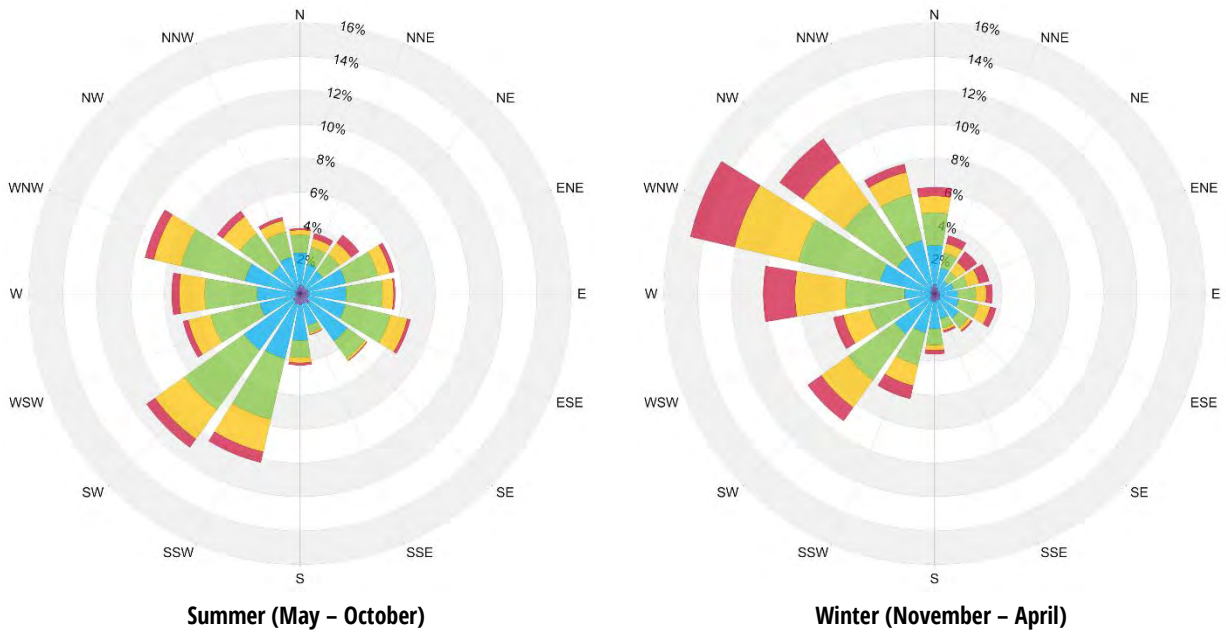 N
16%
NNW
NNE
14%
12%
NW
NE
10%
8%
6%
WNW
ENE
4%
2%
W
E
WSW
ESE
SW
SE
SSW
SSE
S
Summer (May – October)
N
16%
NNW
NNE
14%
12%
NW
NE
10%
8%
6%
WNW
ENE
4%
2%
W
E
WSW
ESE
SW
SE
SSW
SSE
S
Winter (November – April)